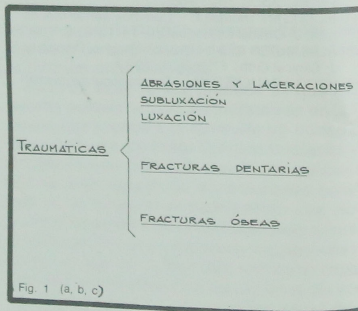 ABRASIONES Y LACERACIONES
SUBLUXACIÓN
LUXACIÓN
TRAUMÁTICAS
FRACTURAS DENTARIAS
FRACTURAS ÓSEAS
Fig. 1 (a, b, c)